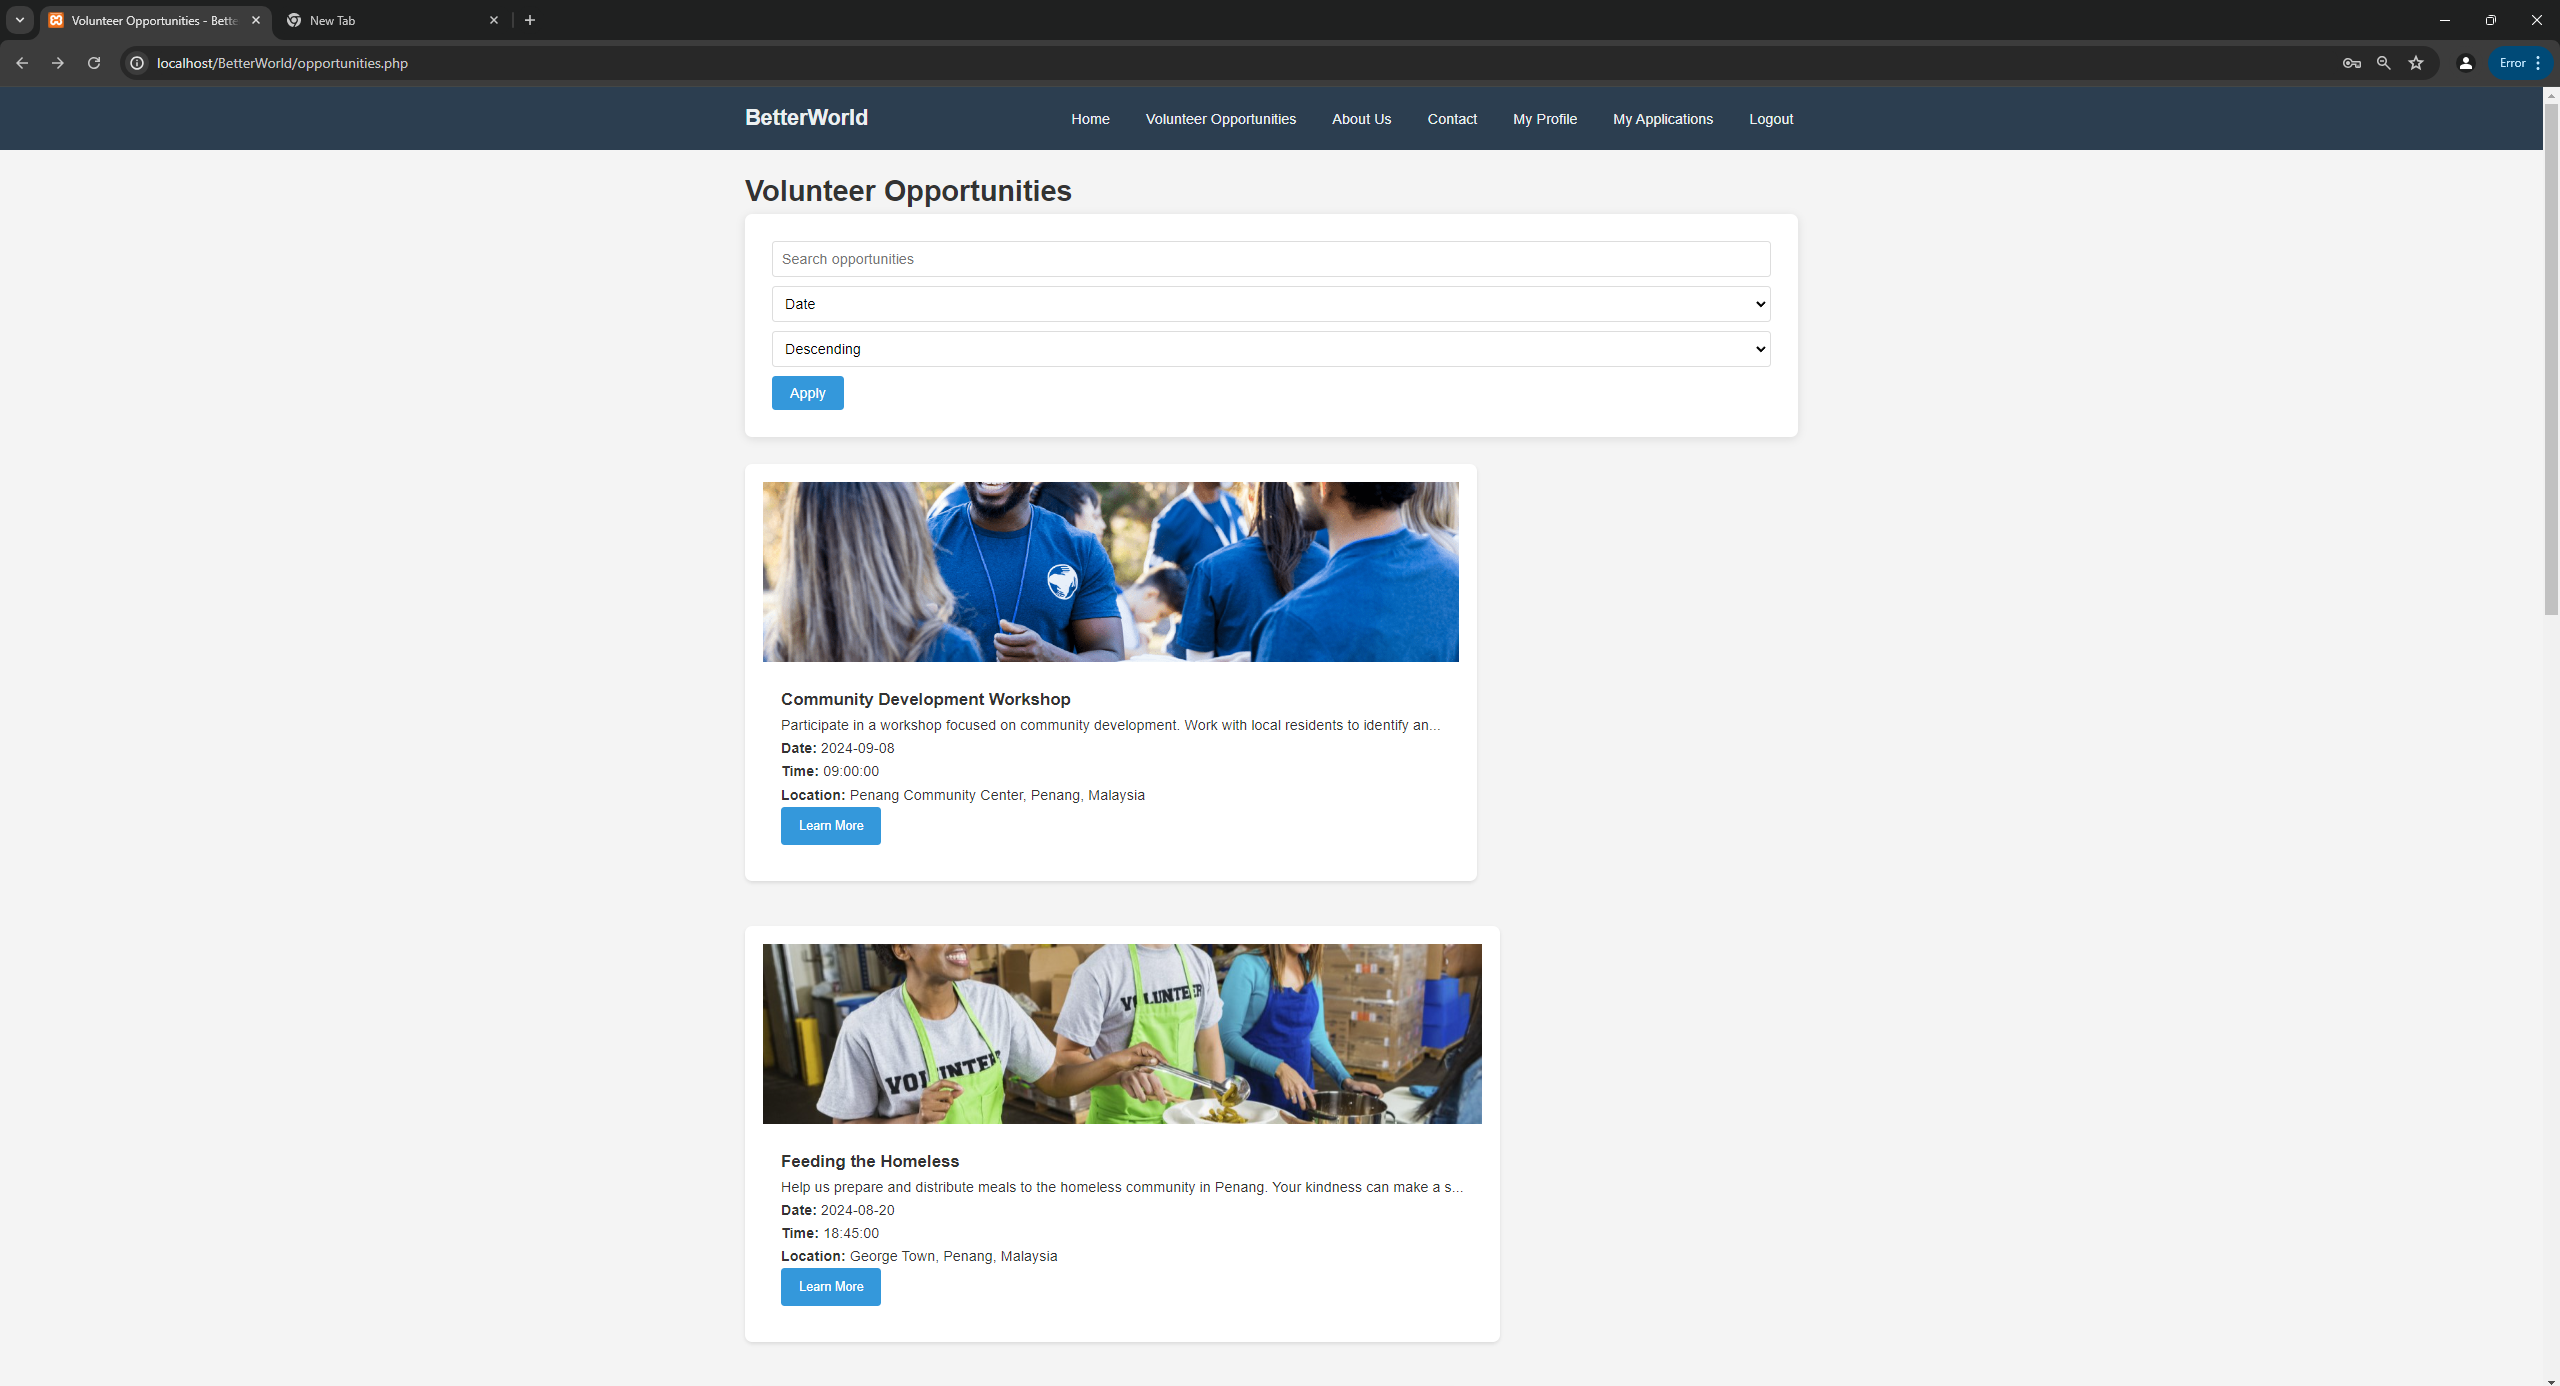 Volunteer Opportunities - Bette
New Tab
localhost/BetterWorld/opportunities.php
Error
BetterWorld
Home
Volunteer Opportunities
About Us
Contact
My Profile
My Applications
Logout
Volunteer Opportunities
Search opportunities
Date
Descending
Apply
Community Development Workshop
Participate in a workshop focused on community development. Work with local residents to identify an...
Date: 2024-09-08
Time: 09:00:00
Location: Penang Community Center, Penang, Malaysia
Learn More
VOLUNTEER
VOLUNTEER
Feeding the Homeless
Help us prepare and distribute meals to the homeless community in Penang. Your kindness can make a s...
Date: 2024-08-20
Time: 18:45:00
Location: George Town, Penang, Malaysia
Learn More